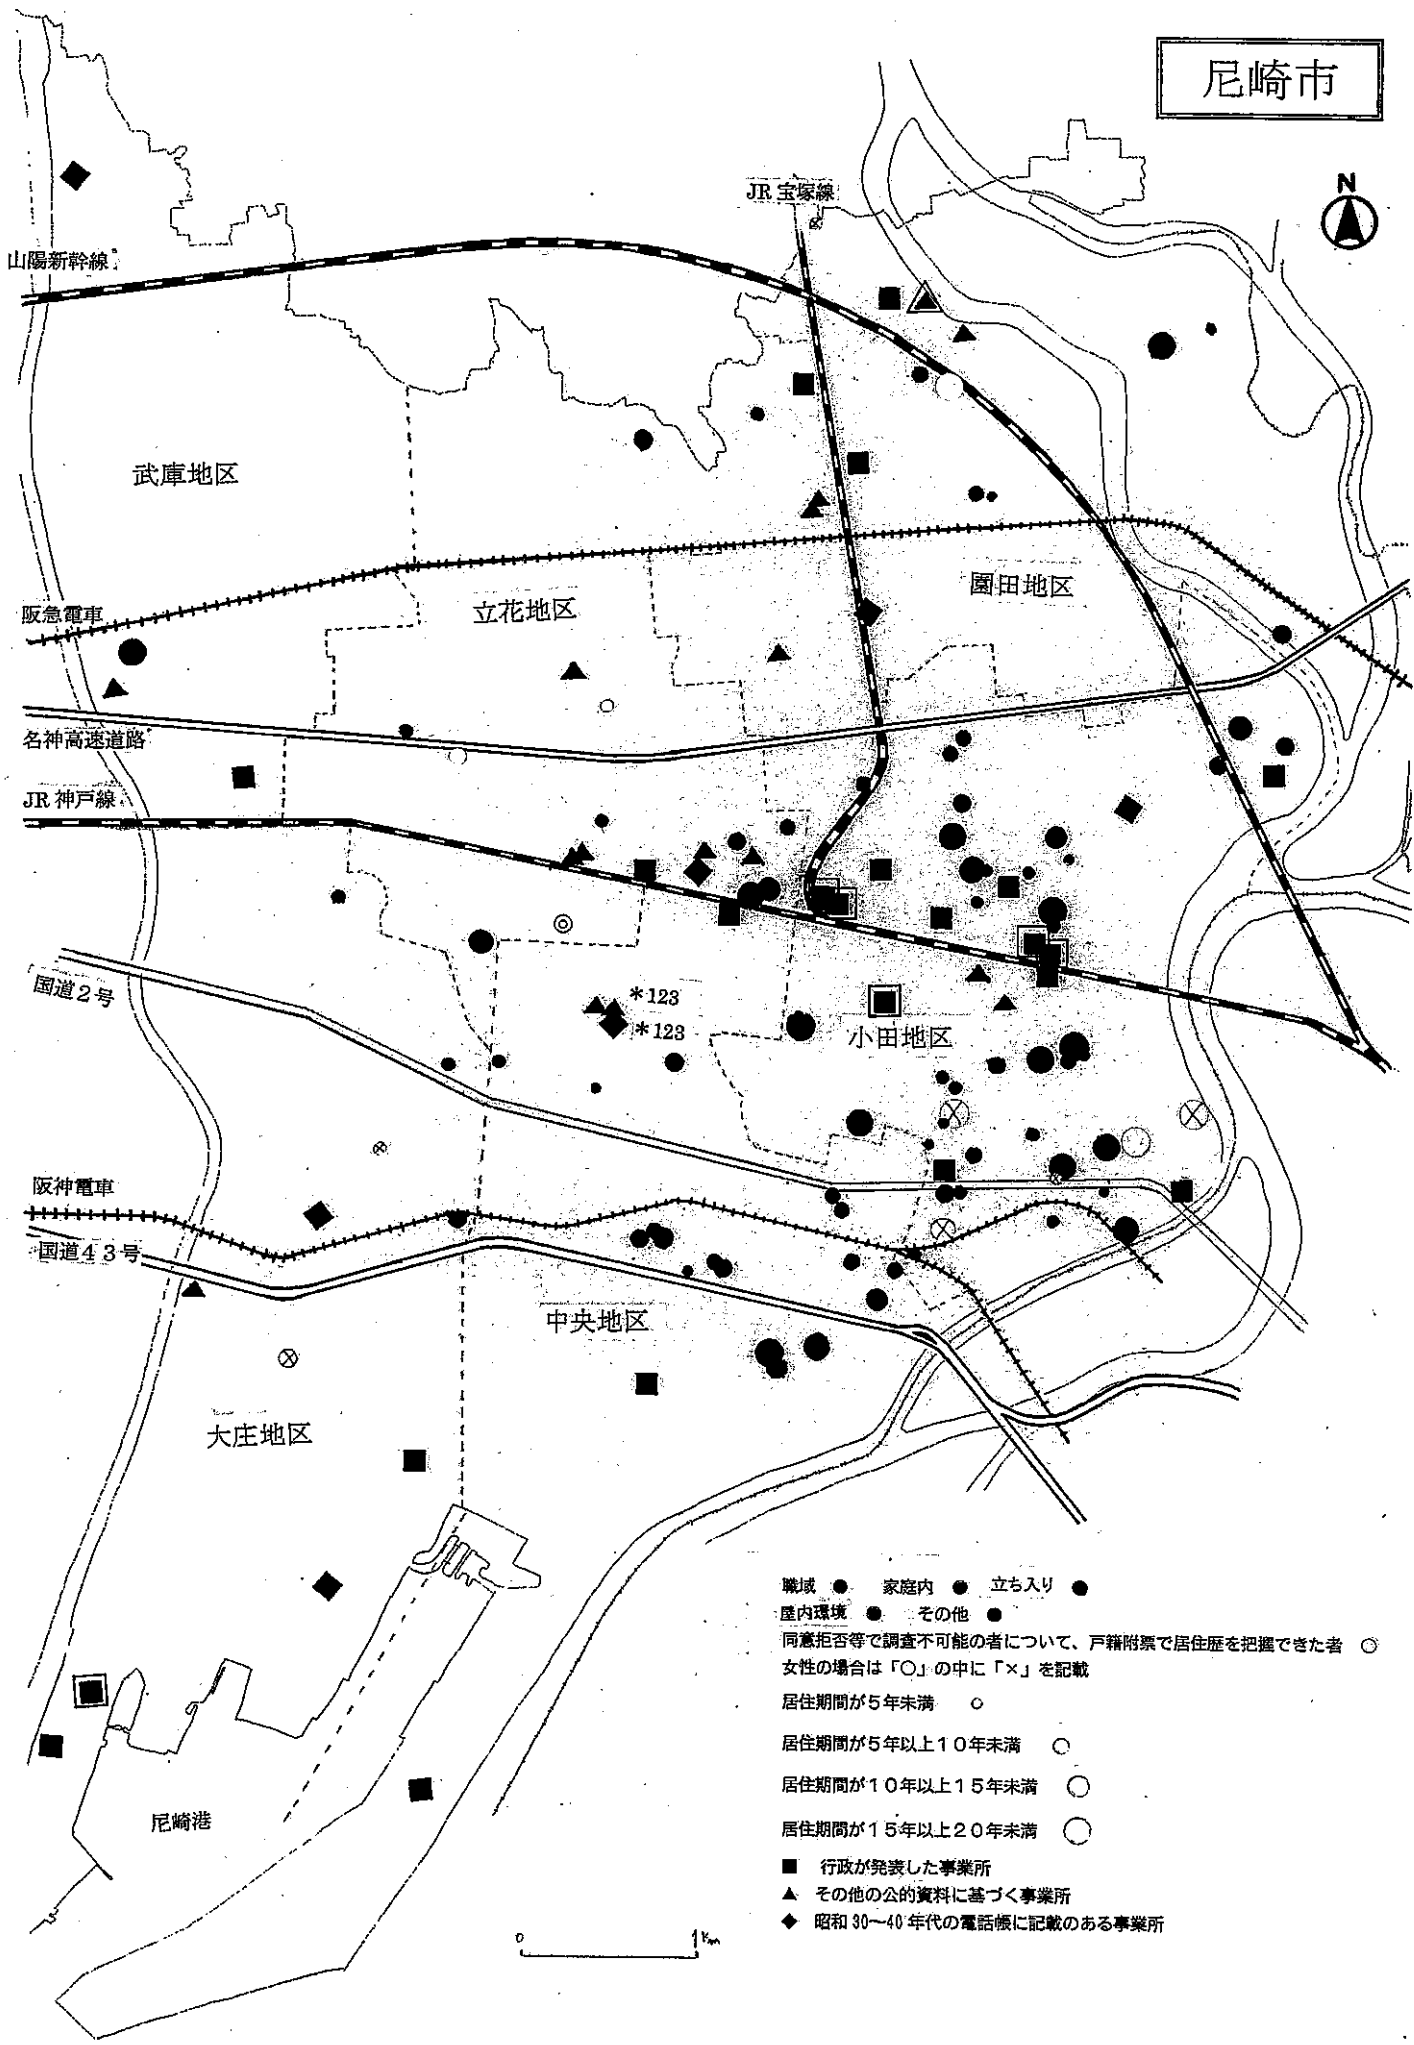 尼崎市
N
JR 宝塚線
山陽新幹線
武庫地区
園田地区
立花地区
阪急電車
名神高速道路
JR 神戸線
国道2号
*123
*123
小田地区
阪神電車
国道43号
中央地区
大庄地区
尼崎港
職域 ● 家庭内 ● 立ち入り ●
屋内環境 ● その他 ●
同意拒否等で調査不可能の者について、戸籍附票で居住歴を把握できた者 ○
女性の場合は「○」の中に「×」を記載
居住期間が5年未満 ○
居住期間が5年以上10年未満 ○
居住期間が10年以上15年未満 ○
居住期間が15年以上20年未満 ○
■ 行政が発表した事業所
▲ その他の公的資料に基づく事業所
◆ 昭和30～40年代の電話帳に記載のある事業所
0 1km